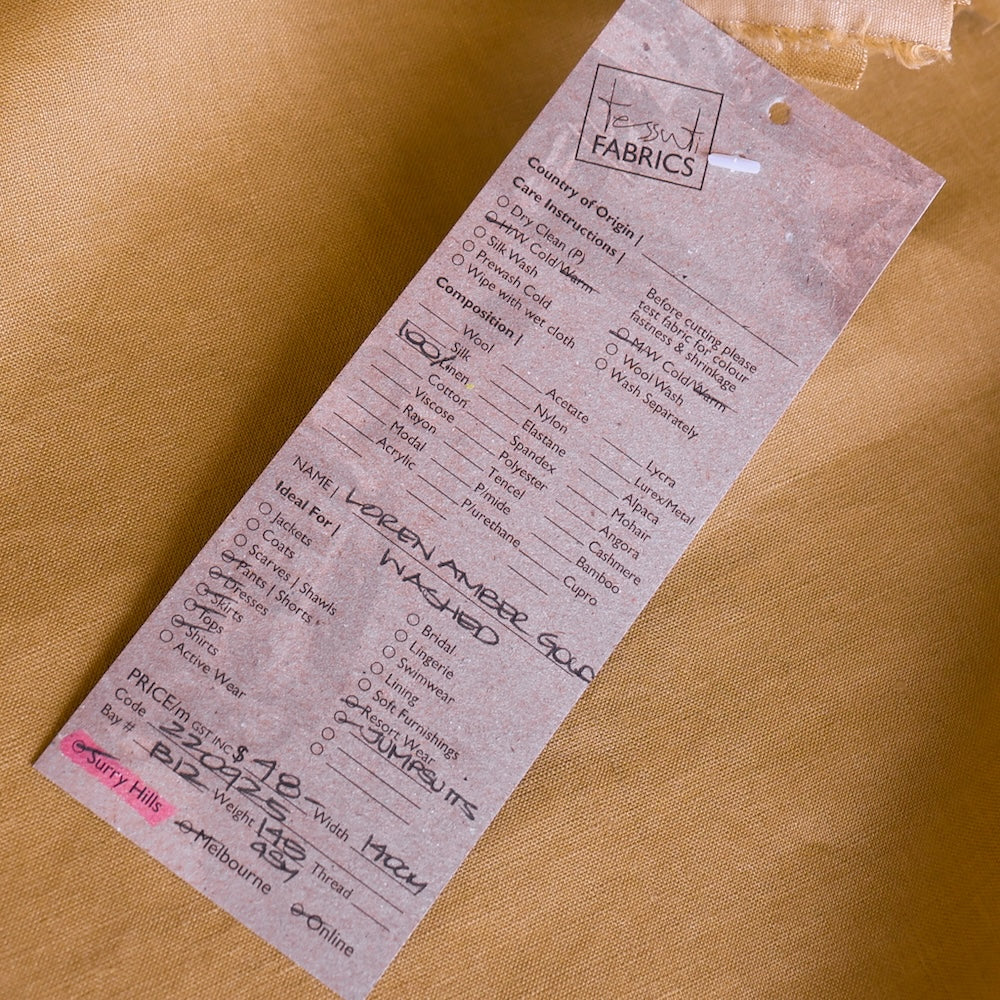 tessuti
FABRICS
Country of Origin |
Care Instructions |
Dry Clean (P)
H/W Cold/Warm
Silk Wash
Prewash Cold
Wipe with wet cloth
Before cutting please
test fabric for colour
fastness & shrinkage
M/W Cold/Warm
Wool Wash
Wash Separately
Composition |
Wool
Silk
100% Linen
Cotton
Viscose
Rayon
Modal
Acrylic
Acetate
Nylon
Elastane
Spandex
Polyester
Tencel
P/mide
P/urethane
Lycra
Lurex/Metal
Alpaca
Mohair
Angora
Cashmere
Bamboo
Cupro
NAME | LOREN AMBER GOLD
WASHED
Ideal For |
Jackets
Coats
Scarves | Shawls
Pants | Shorts
Dresses
Skirts
Tops
Shirts
Active Wear
Bridal
Lingerie
Swimwear
Lining
Soft Furnishings
Resort Wear
JUMPSUITS
PRICE/m GST INC $ 48-
Code 220925 Width 140CM
Bay # B12 Weight 148 GSM Thread
Surry Hills
Melbourne
Online